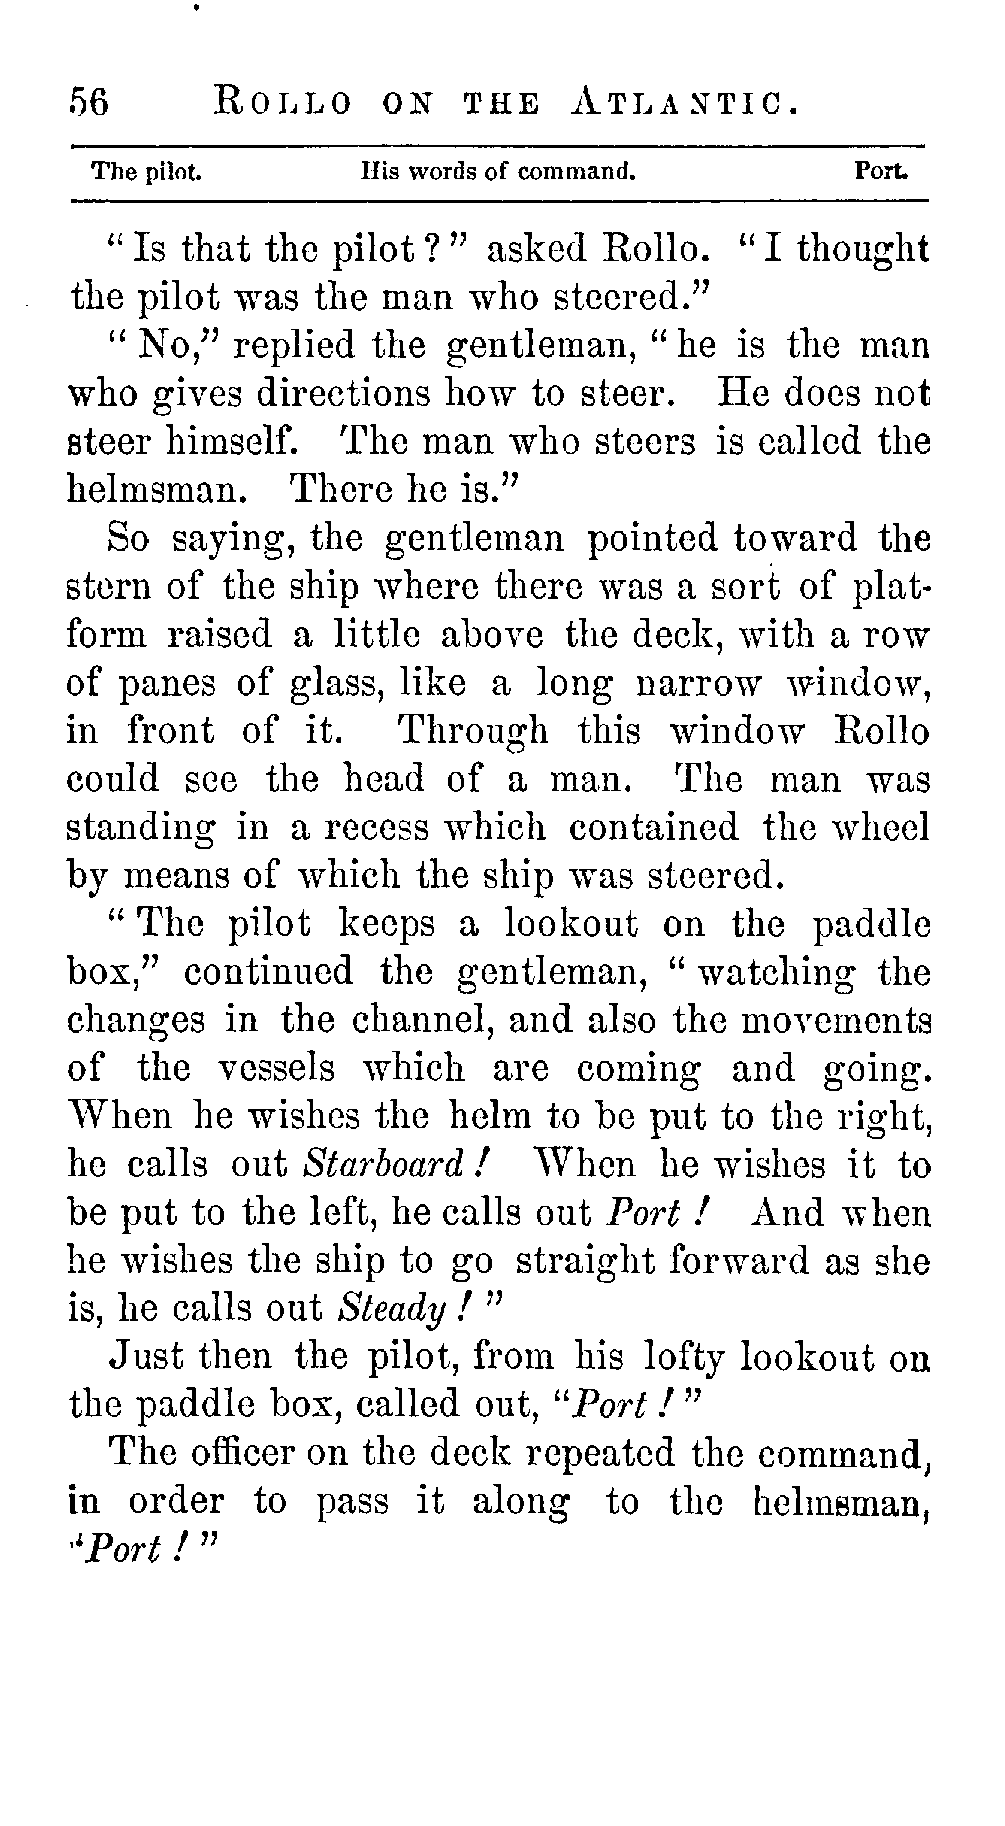 56 ROLLO ON THE ATLANTIC.
The pilot. His words of command. Port.
“Is that the pilot?” asked Rollo. “I thought
the pilot was the man who steered.”
“No,” replied the gentleman, “he is the man
who gives directions how to steer. He does not
steer himself. The man who steers is called the
helmsman. There he is.”
So saying, the gentleman pointed toward the
stern of the ship where there was a sort of plat-
form raised a little above the deck, with a row
of panes of glass, like a long narrow window,
in front of it. Through this window Rollo
could see the head of a man. The man was
standing in a recess which contained the wheel
by means of which the ship was steered.
“The pilot keeps a lookout on the paddle
box,” continued the gentleman, “watching the
changes in the channel, and also the movements
of the vessels which are coming and going.
When he wishes the helm to be put to the right,
he calls out Starboard! When he wishes it to
be put to the left, he calls out Port! And when
he wishes the ship to go straight forward as she
is, he calls out Steady!”
Just then the pilot, from his lofty lookout on
the paddle box, called out, “Port!”
The officer on the deck repeated the command,
in order to pass it along to the helmsman,
“Port!”